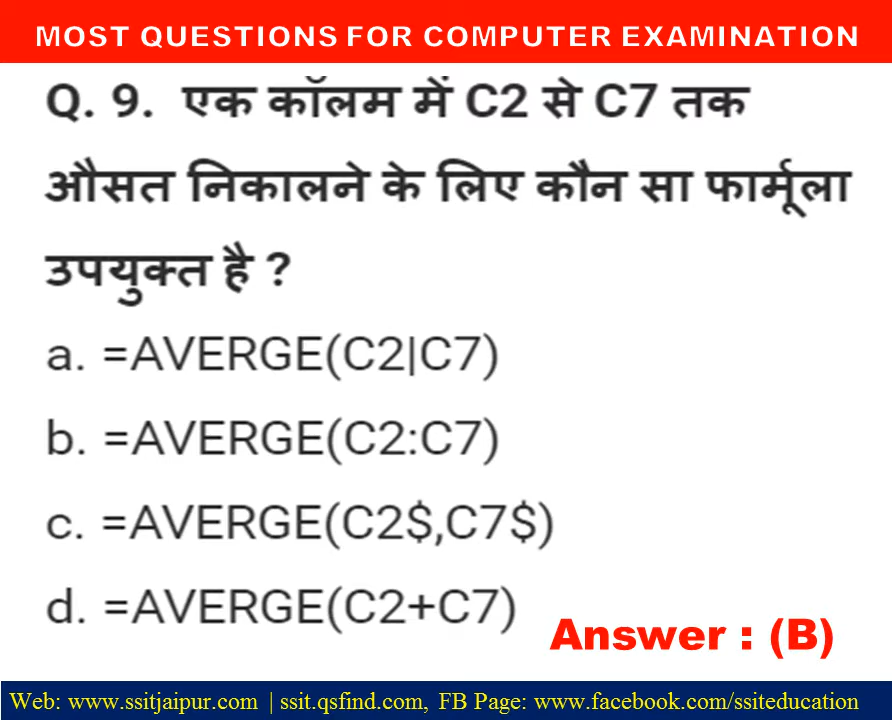 MOST QUESTIONS FOR COMPUTER EXAMINATION
Q. 9. एक कॉलम में C2 से C7 तक
औसत निकालने के लिए कौन सा फार्मूला
उपयुक्त है ?
a. =AVERGE(C2|C7)
b. =AVERGE(C2:C7)
c. =AVERGE(C2$,C7$)
d. =AVERGE(C2+C7)
Answer : (B)
Web: www.ssitjaipur.com | ssit.qsfind.com, FB Page: www.facebook.com/ssiteducation